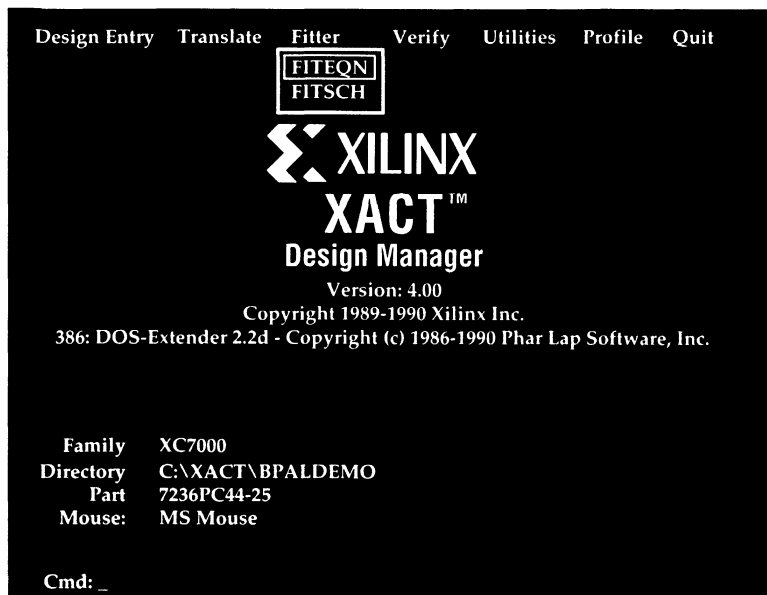 Design Entry Translate Fitter Verify Utilities Profile Quit
FITEQN
FITSCH
XILINX
XACT™
Design Manager
Version: 4.00
Copyright 1989-1990 Xilinx Inc.
386: DOS-Extender 2.2d - Copyright (c) 1986-1990 Phar Lap Software, Inc.
Family XC7000
Directory C:\XACT\BPALDEMO
Part 7236PC44-25
Mouse: MS Mouse
Cmd: _